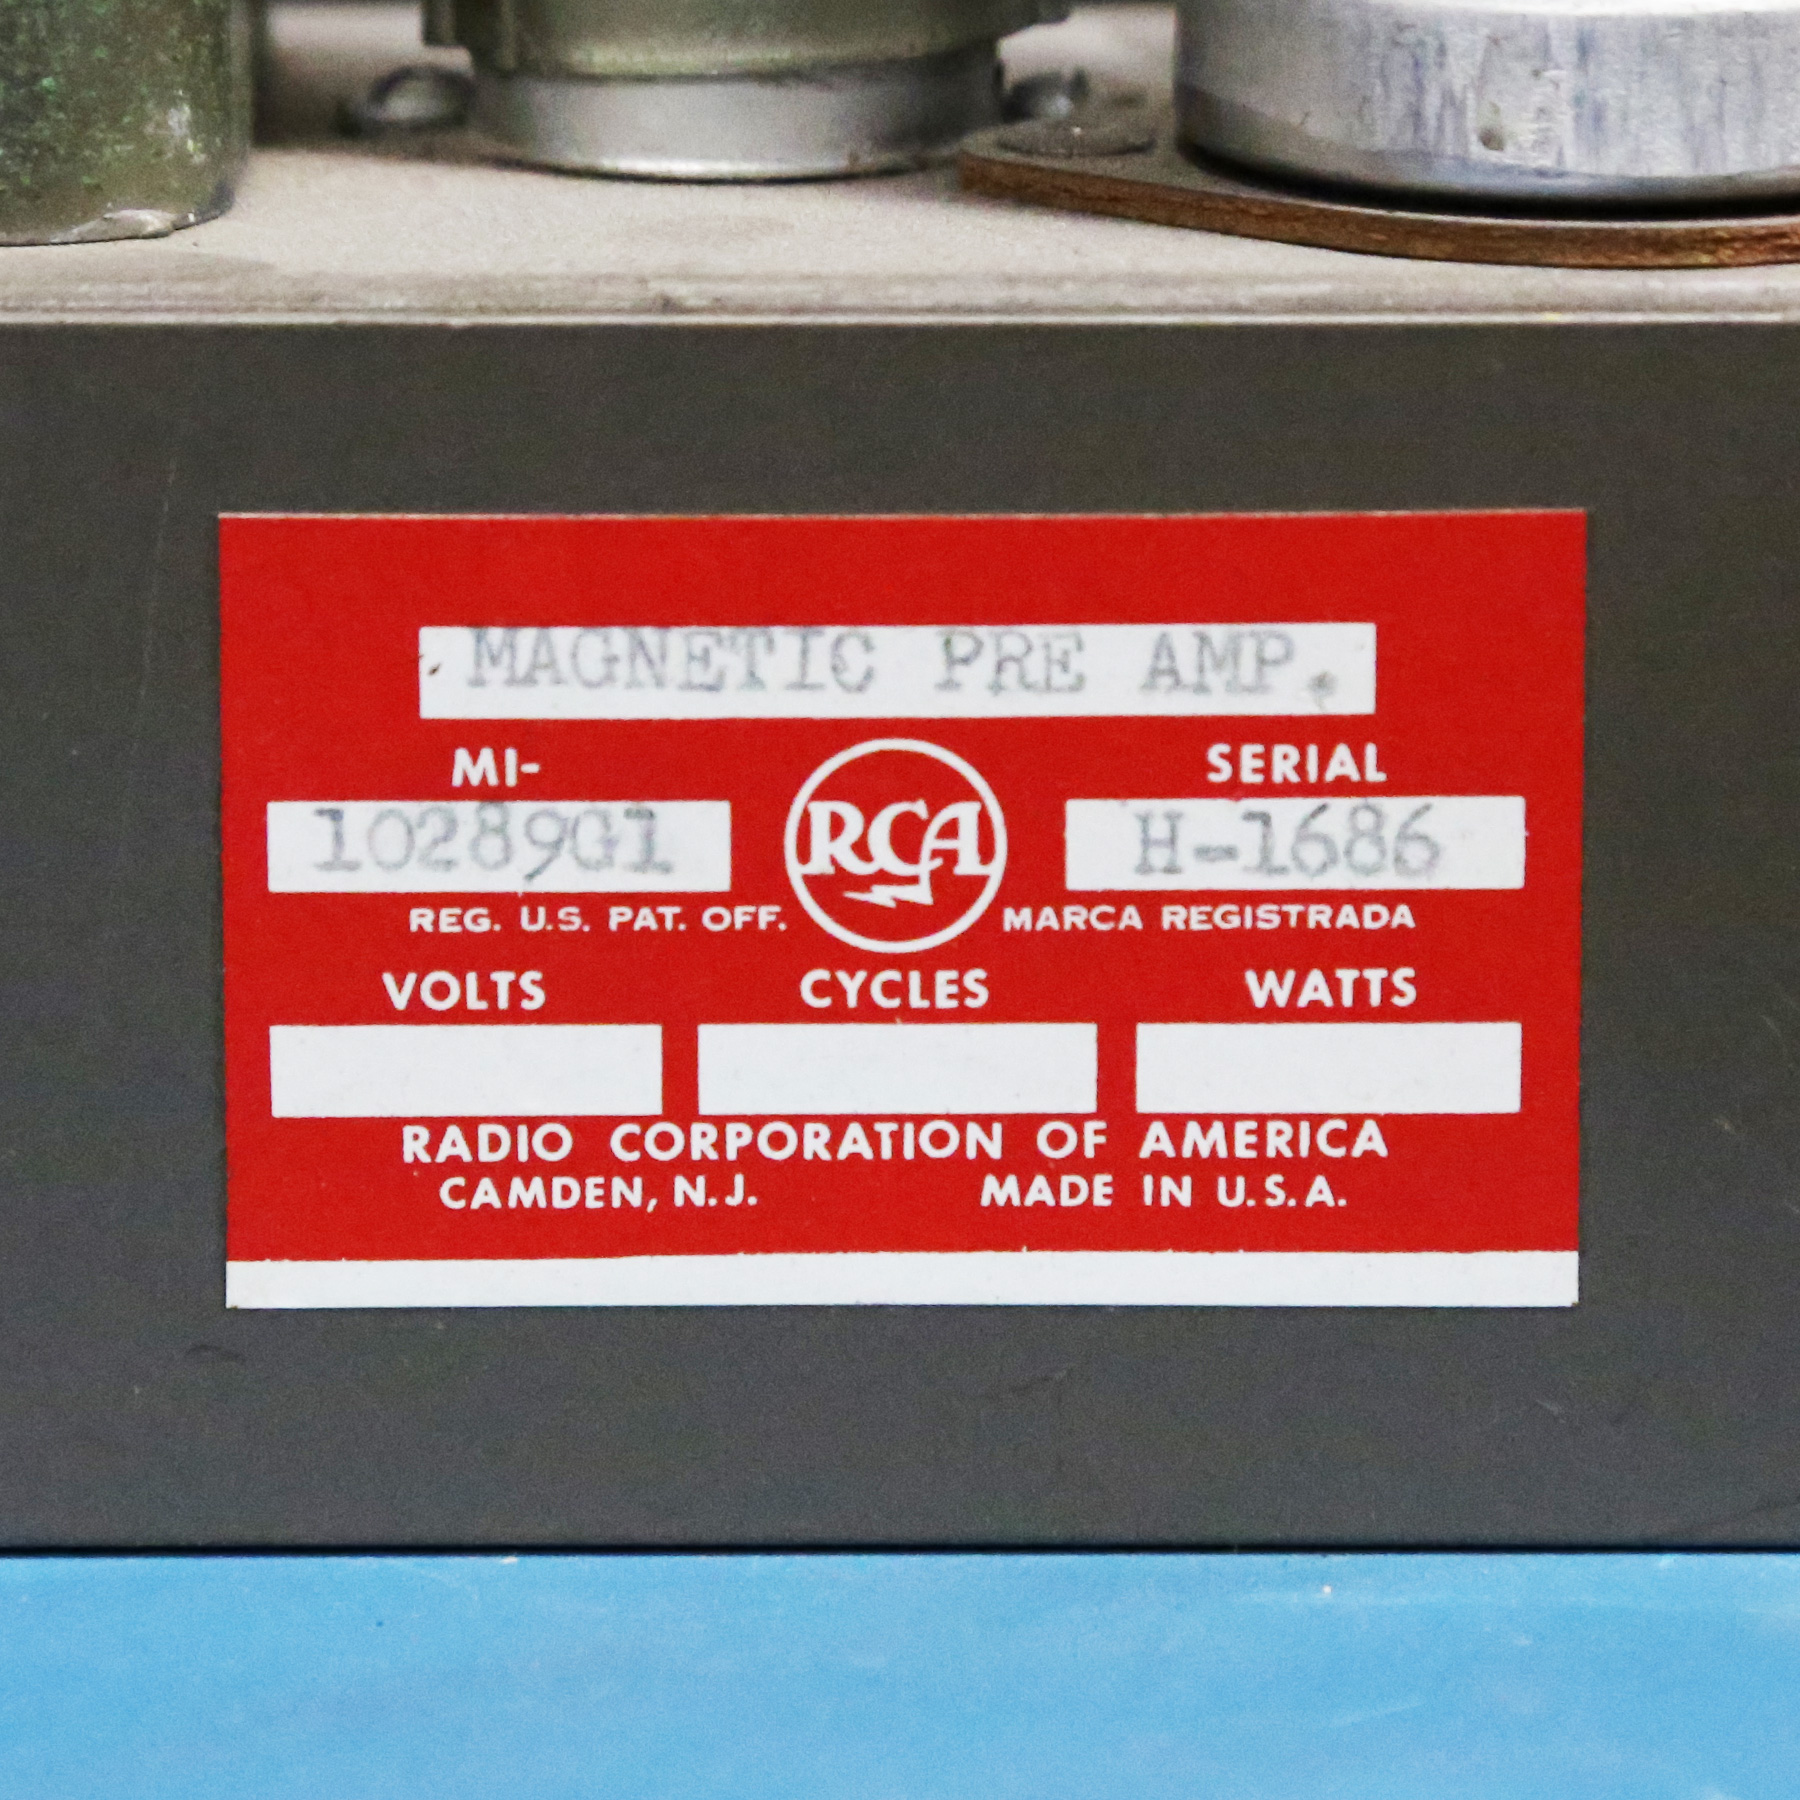 MAGNETIC PRE AMP.
MI- SERIAL
10289G1 RCA H-1686
REG. U.S. PAT. OFF. MARCA REGISTRADA
VOLTS CYCLES WATTS
RADIO CORPORATION OF AMERICA
CAMDEN, N.J. MADE IN U.S.A.